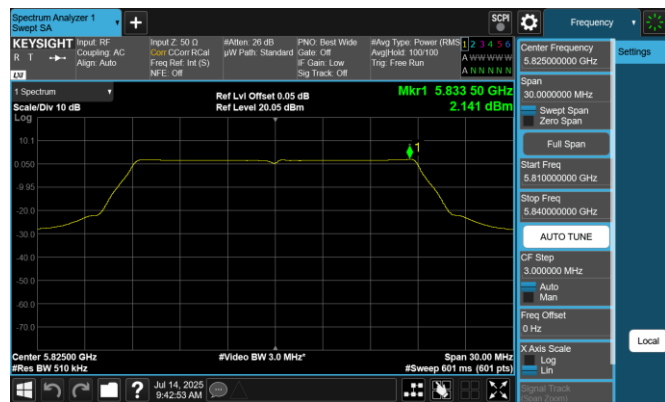 Spectrum Analyzer 1
Swept SA
SCPI
Frequency
KEYSIGHT
R T
LXI
Input: RF
Coupling: AC
Align: Auto
Input Z: 50 Ω
Corr CCorr RCal
Freq Ref: Int (S)
NFE: Off
#Atten: 26 dB
µW Path: Standard
PNO: Best Wide
Gate: Off
IF Gain: Low
Sig Track: Off
#Avg Type: Power (RMS
Avg|Hold: 100/100
Trig: Free Run
1 2 3 4 5 6
A W W W W W
A N N N N N
1 Spectrum
Scale/Div 10 dB
Log
Ref Lvl Offset 0.05 dB
Ref Level 20.05 dBm
Mkr1 5.833 50 GHz
2.141 dBm
10.1
0.050
-9.95
-20.0
-30.0
-40.0
-50.0
-60.0
-70.0
1
Center 5.82500 GHz
#Res BW 510 kHz
#Video BW 3.0 MHz*
Span 30.00 MHz
#Sweep 601 ms (601 pts)
Jul 14, 2025
9:42:53 AM
Center Frequency
5.825000000 GHz
Span
30.0000000 MHz
Swept Span
Zero Span
Full Span
Start Freq
5.810000000 GHz
Stop Freq
5.840000000 GHz
AUTO TUNE
CF Step
3.000000 MHz
Auto
Man
Freq Offset
0 Hz
X Axis Scale
Log
Lin
Signal Track
(Span Zoom)
Settings
Local